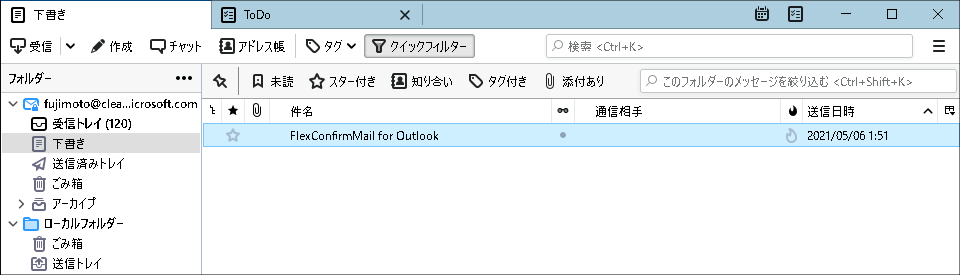 下書き
ToDo
受信
作成
チャット
アドレス帳
タグ
クイックフィルター
検索 <Ctrl+K>
フォルダー
未読
スター付き
知り合い
タグ付き
添付あり
このフォルダーのメッセージを絞り込む <Ctrl+Shift+K>
fujimoto@clea...icrosoft.com
件名
通信相手
送信日時
受信トレイ (120)
FlexConfirmMail for Outlook
2021/05/06 1:51
下書き
送信済みトレイ
ごみ箱
アーカイブ
ローカルフォルダー
ごみ箱
送信トレイ